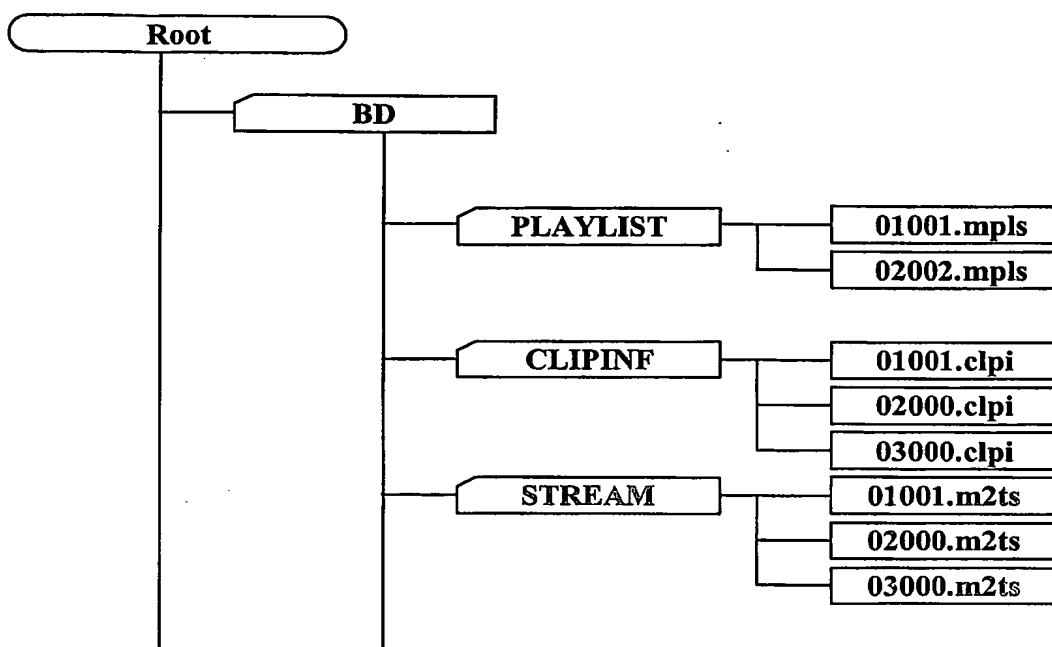 Root
BD
PLAYLIST
01001.mpls
02002.mpls
CLIPINF
01001.clpi
02000.clpi
03000.clpi
STREAM
01001.m2ts
02000.m2ts
03000.m2ts